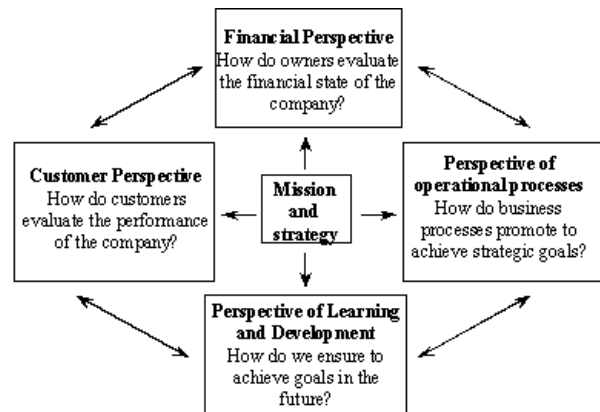 Financial Perspective
How do owners evaluate
the financial state of the
company?
Customer Perspective
How do customers
evaluate the performance
of the company?
Mission
and
strategy
Perspective of
operational processes
How do business
processes promote to
achieve strategic goals?
Perspective of Learning
and Development
How do we ensure to
achieve goals in the
future?